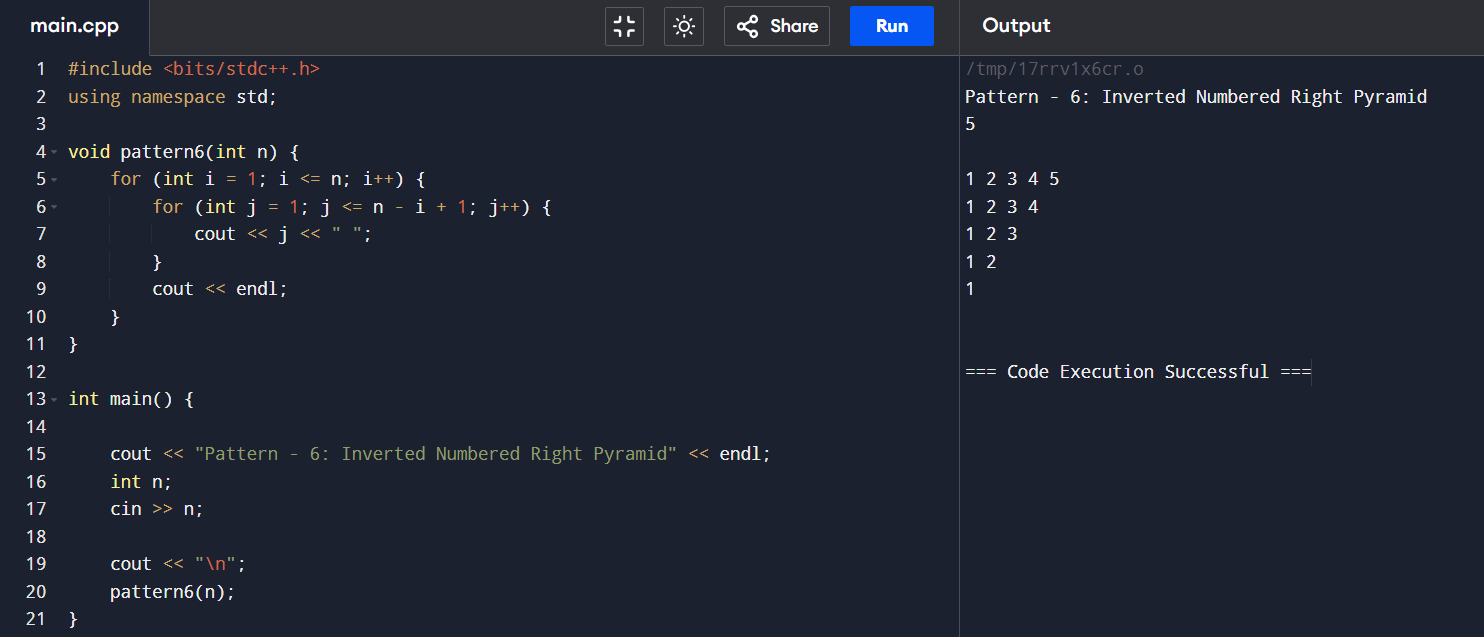 main.cpp
Share
Run
Output
1 #include <bits/stdc++.h>
2 using namespace std;
3
4 void pattern6(int n) {
5     for (int i = 1; i <= n; i++) {
6         for (int j = 1; j <= n - i + 1; j++) {
7             cout << j << " ";
8         }
9         cout << endl;
10     }
11 }
12
13 int main() {
14
15     cout << "Pattern - 6: Inverted Numbered Right Pyramid" << endl;
16     int n;
17     cin >> n;
18
19     cout << "\n";
20     pattern6(n);
21 }
/tmp/17rrv1x6cr.o
Pattern - 6: Inverted Numbered Right Pyramid
5
1 2 3 4 5
1 2 3 4
1 2 3
1 2
1
=== Code Execution Successful ===